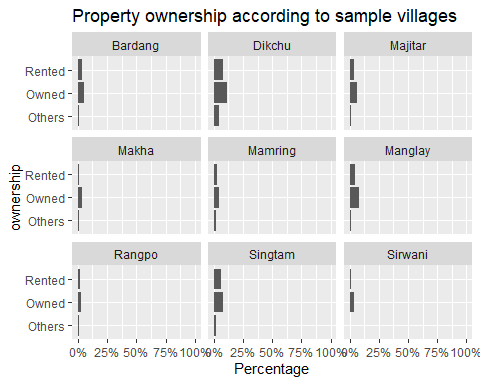 Property ownership according to sample villages
Bardang Dikchu Majitar
Rented
Owned
Others
Makha Mamring Manglay
Rented
Owned
Others
Rangpo Singtam Sirwani
Rented
Owned
Others
ownership
0% 25% 50% 75% 100% 0% 25% 50% 75% 100% 0% 25% 50% 75% 100%
Percentage